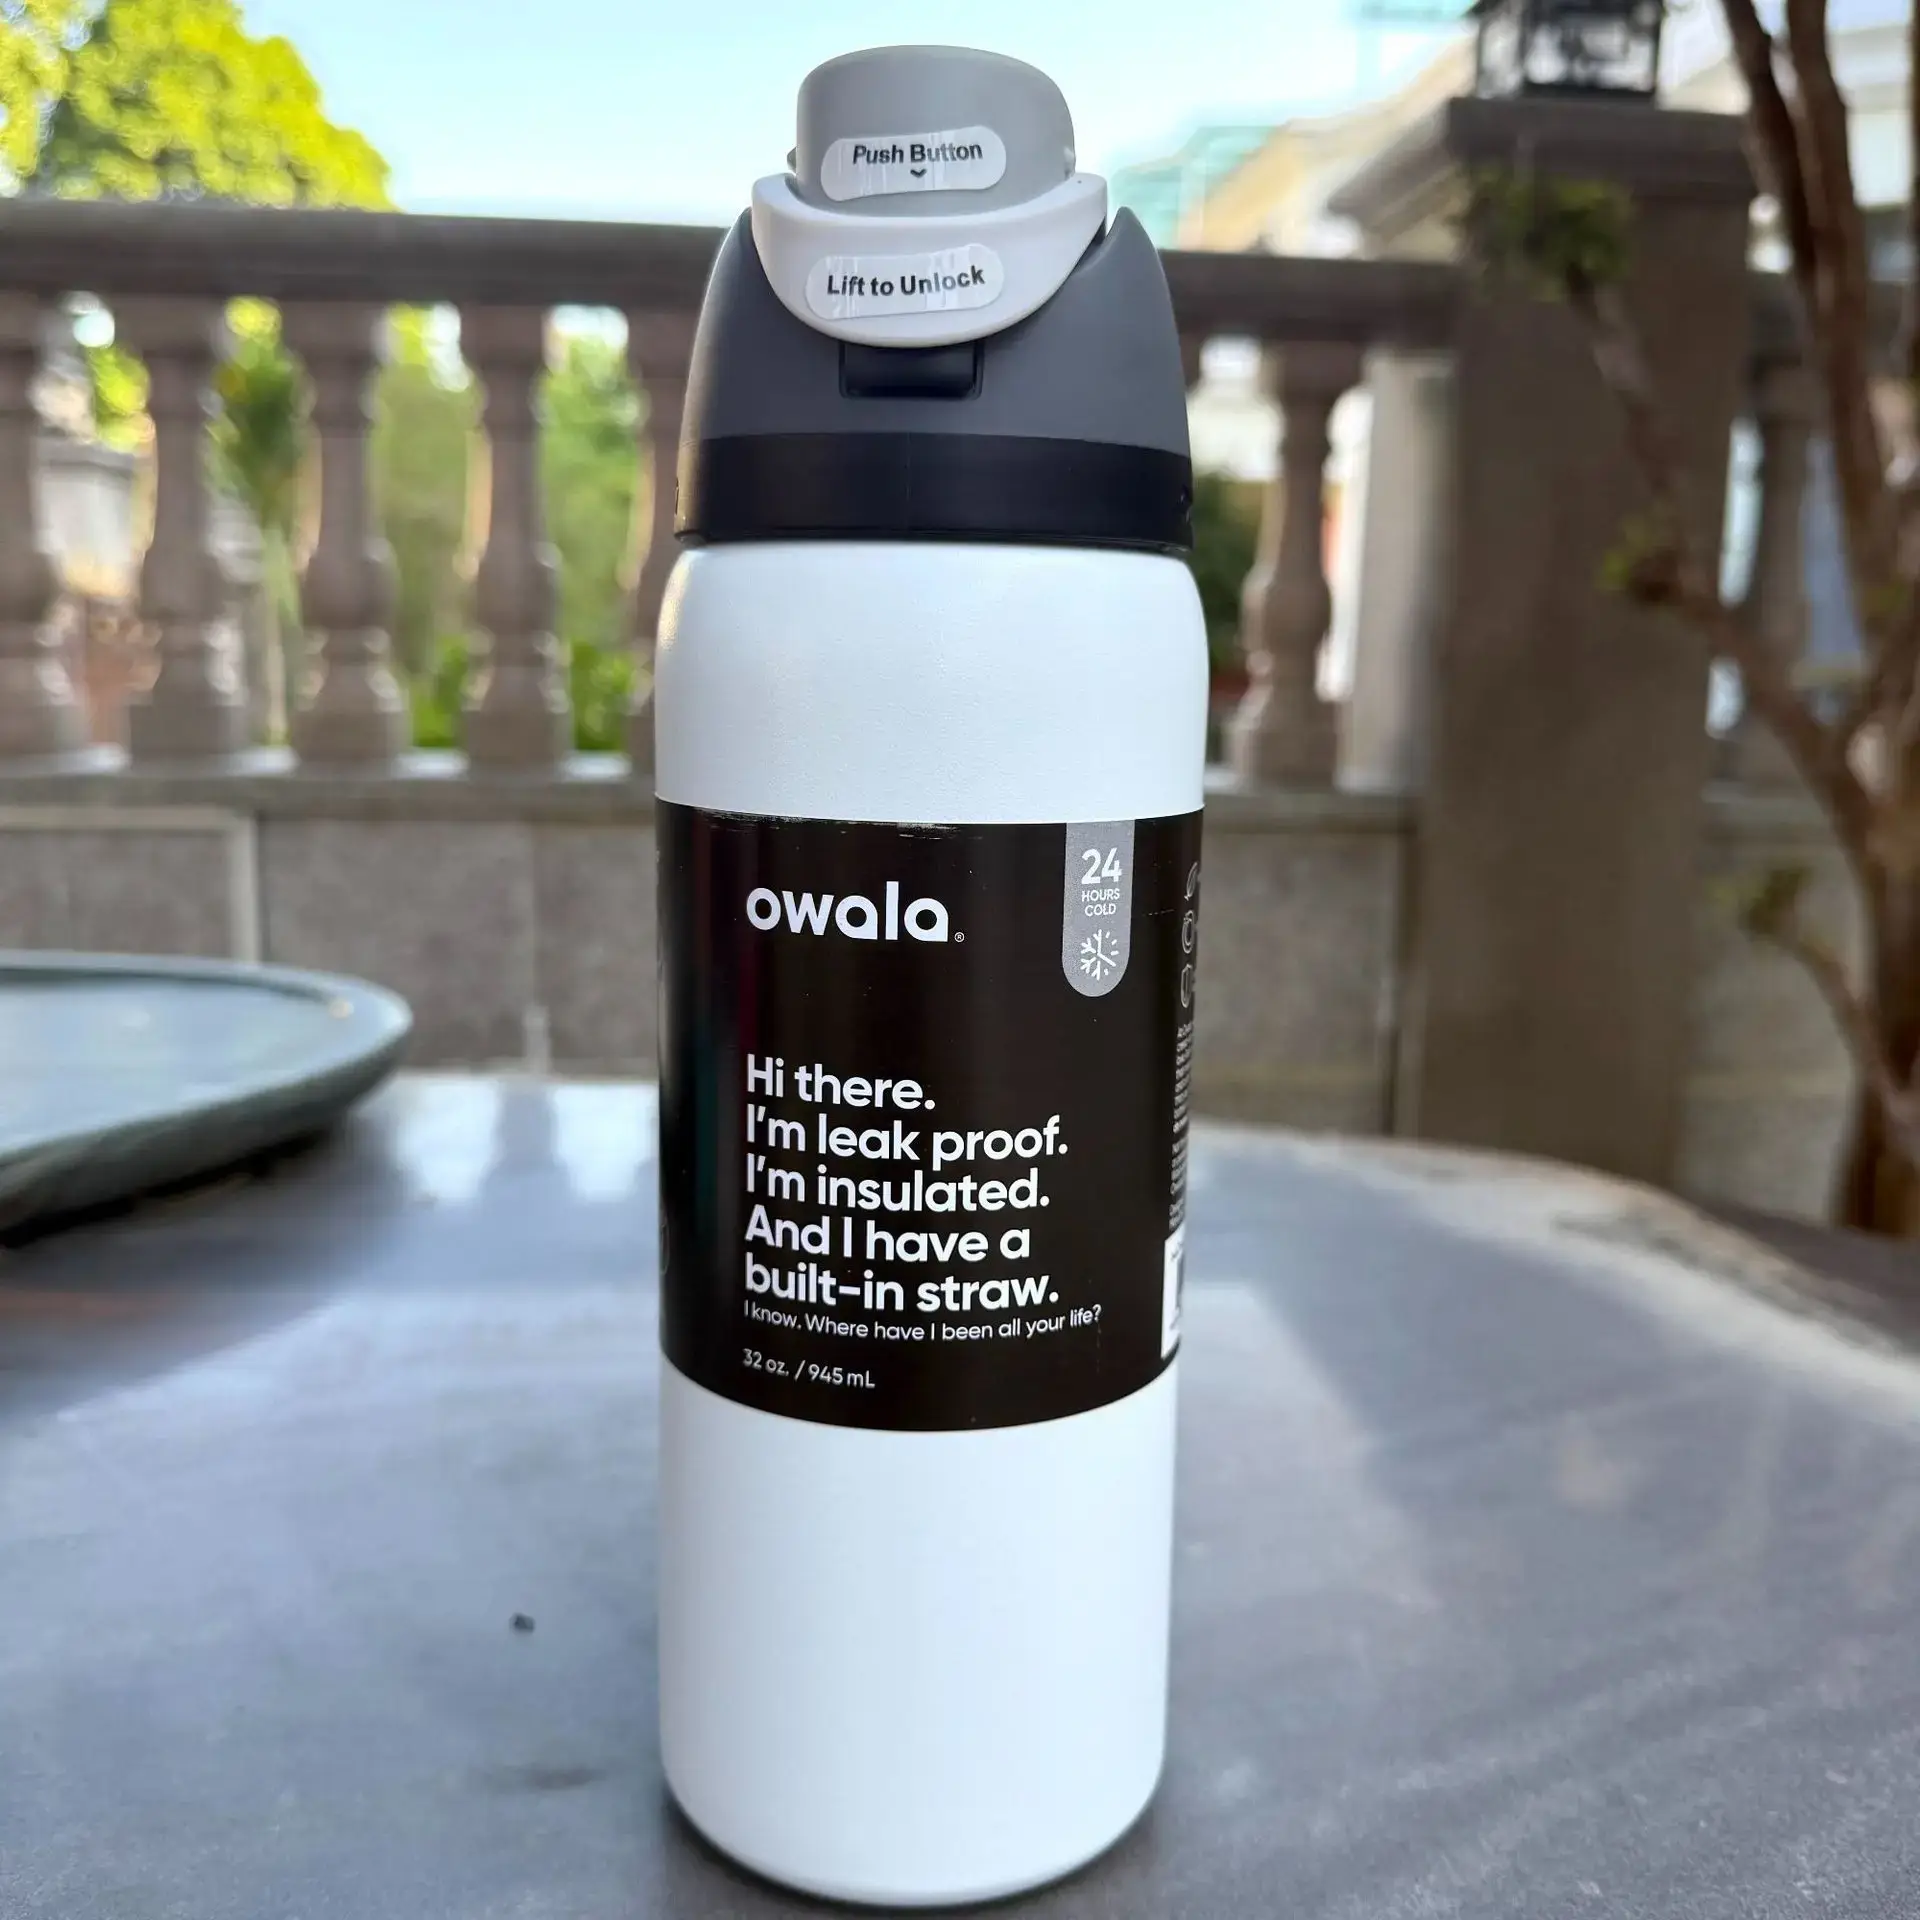 Push Button
Lift to Unlock
owala®
24
HOURS
COLD
Hi there.
I'm leak proof.
I'm insulated.
And I have a
built-in straw.
I know. Where have I been all your life?
32 oz. / 945 mL